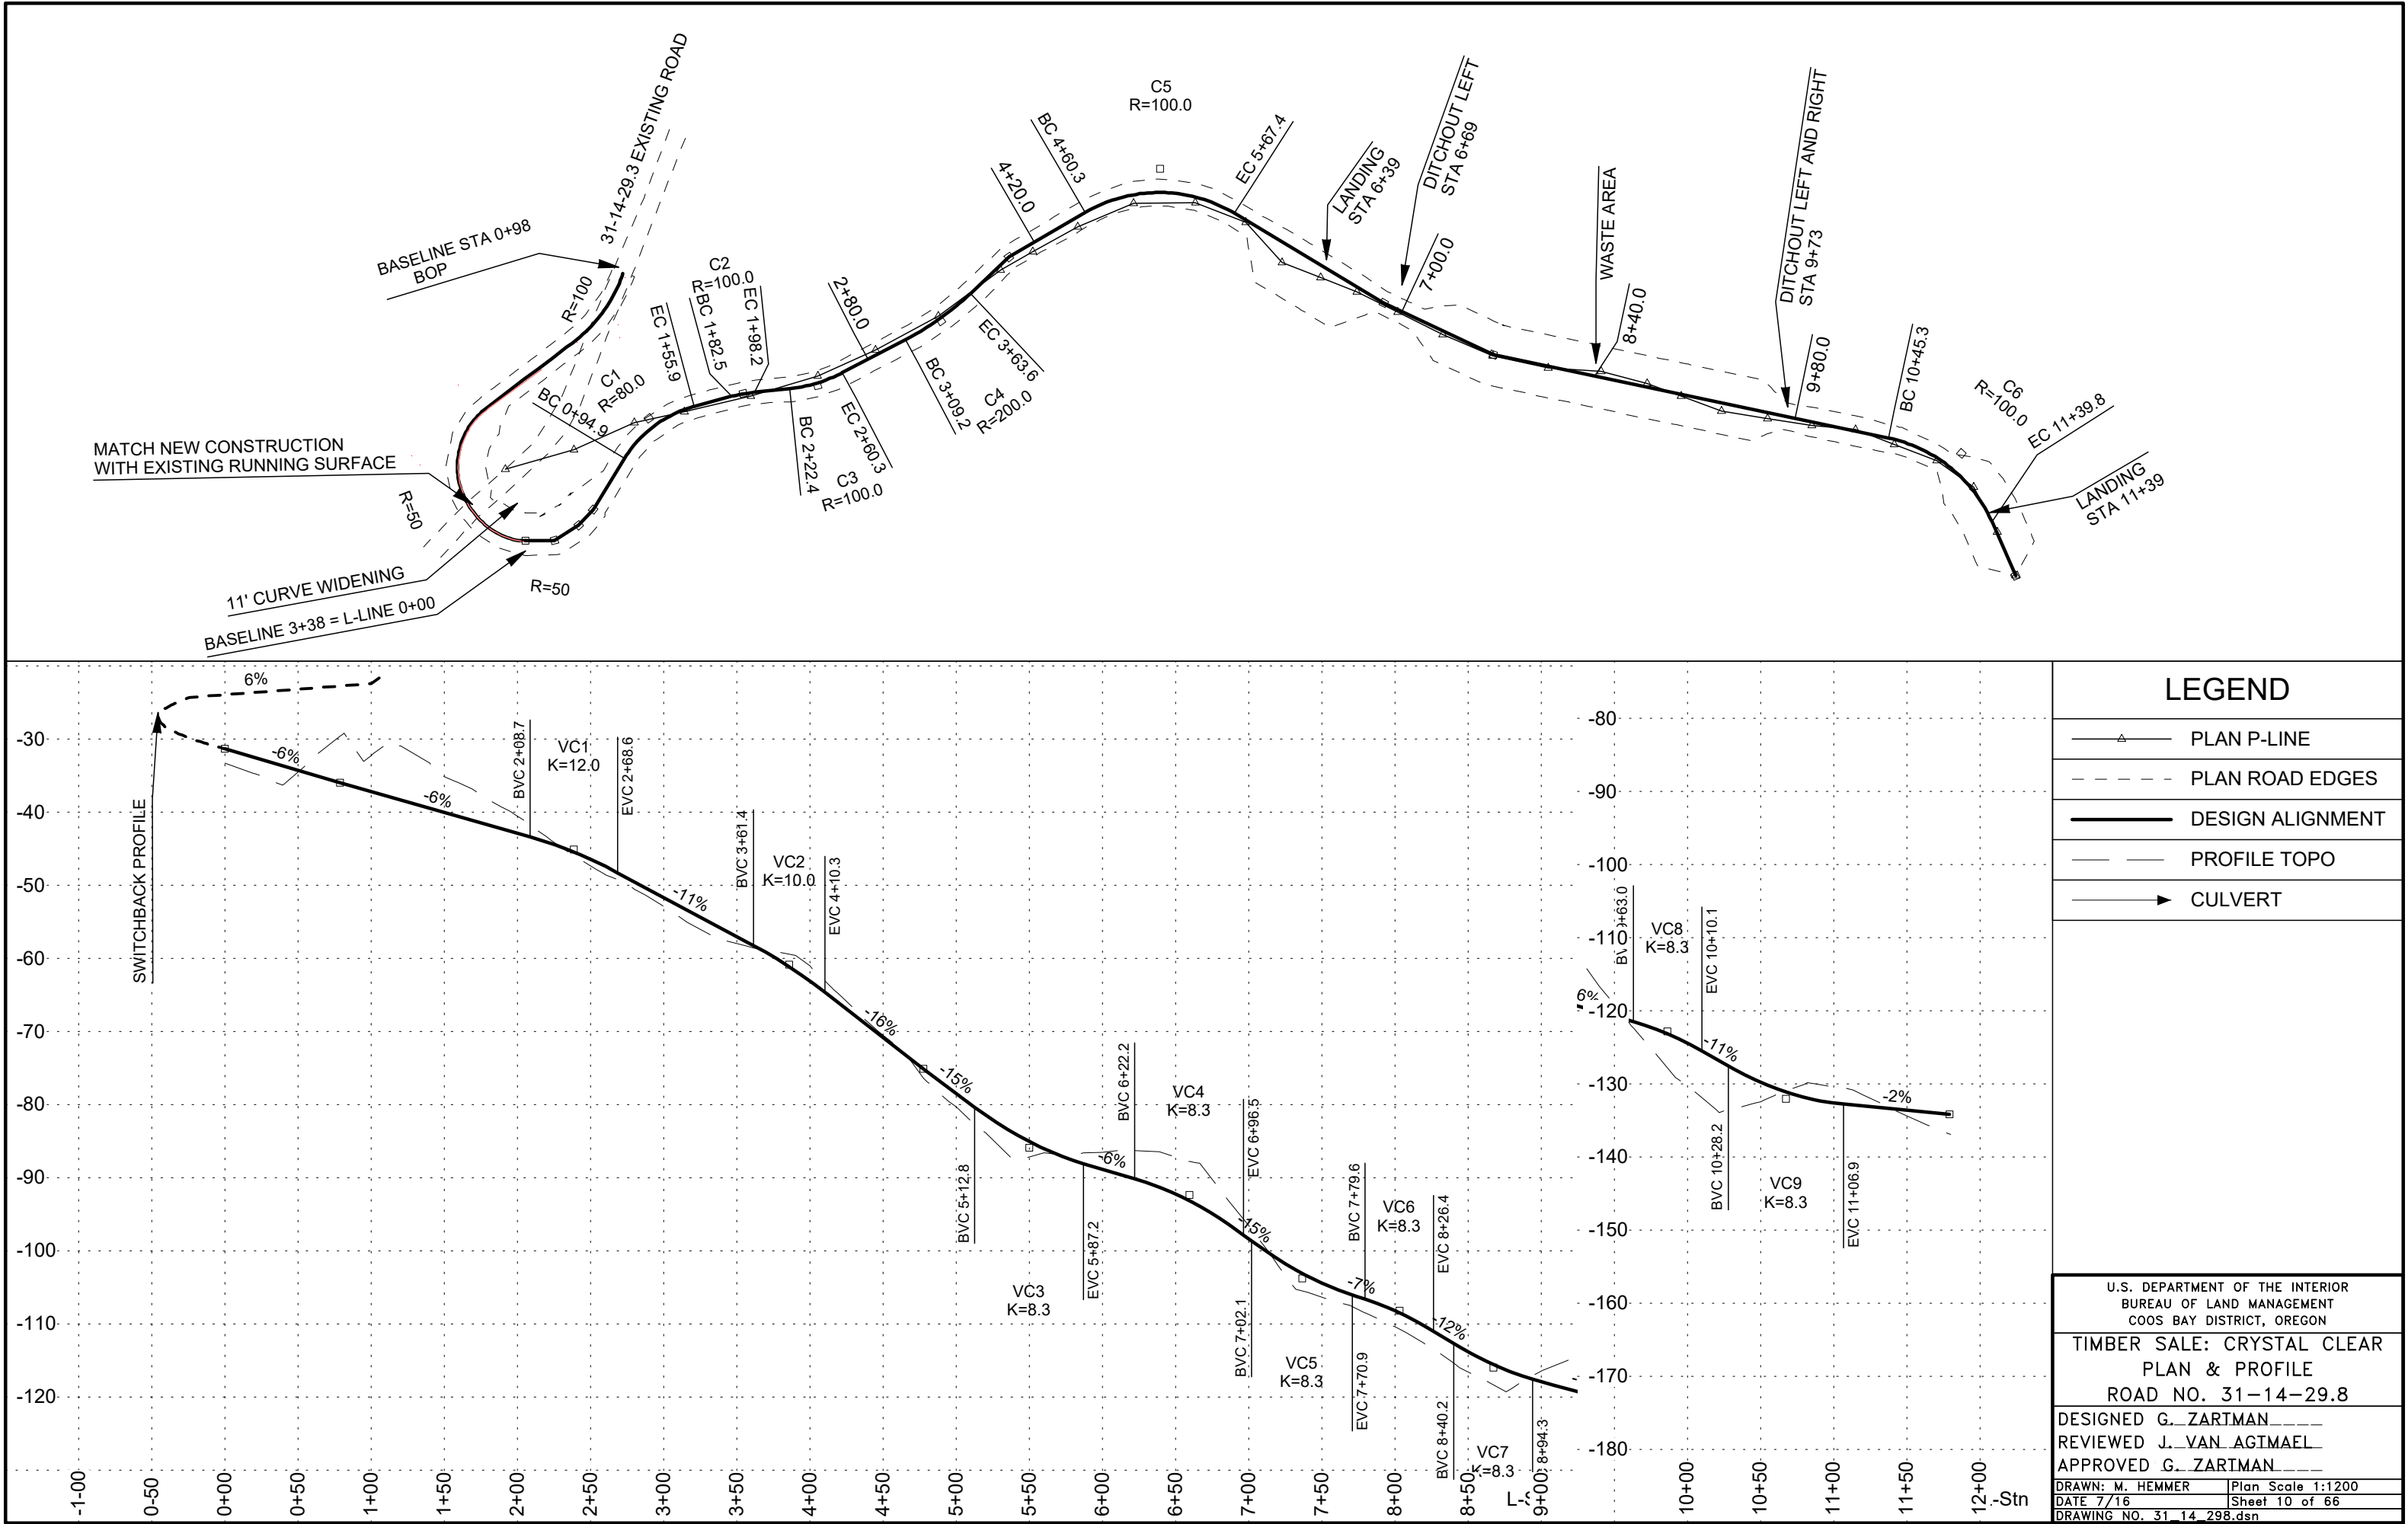 31-14-29.3 EXISTING ROAD
BASELINE STA 0+98
BOP
R=100
MATCH NEW CONSTRUCTION
WITH EXISTING RUNNING SURFACE
R=50
11' CURVE WIDENING
BASELINE 3+38 = L-LINE 0+00
R=50
BC 0+94.9
C1
R=80.0
EC 1+55.9
C2
R=100.0
BC 1+82.5
EC 1+98.2
BC 2+22.4
C3
R=100.0
EC 2+60.3
2+80.0
BC 3+09.2
C4
R=200.0
EC 3+63.6
4+20.0
BC 4+60.3
C5
R=100.0
EC 5+67.4
LANDING
STA 6+39
DITCHOUT LEFT
STA 6+69
7+00.0
WASTE AREA
8+40.0
DITCHOUT LEFT AND RIGHT
STA 9+73
9+80.0
BC 10+45.3
C6
R=100.0
EC 11+39.8
LANDING
STA 11+39
6%
SWITCHBACK PROFILE
-6%
-6%
BVC 2+08.7
VC1
K=12.0
EVC 2+68.6
-11%
BVC 3+61.4
VC2
K=10.0
EVC 4+10.3
-16%
-15%
BVC 5+12.8
VC3
K=8.3
EVC 5+87.2
-6%
BVC 6+22.2
VC4
K=8.3
EVC 6+96.5
-15%
BVC 7+02.1
VC5
K=8.3
EVC 7+70.9
-7%
BVC 7+79.6
VC6
K=8.3
EVC 8+26.4
-12%
BVC 8+40.2
VC7
K=8.3
8+94.3
6%
+63.0
VC8
K=8.3
EVC 10+10.1
-11%
BVC 10+28.2
VC9
K=8.3
EVC 11+06.9
-2%
-30
-40
-50
-60
-70
-80
-90
-100
-110
-120
-80
-90
-100
-110
-120
-130
-140
-150
-160
-170
-180
-1-00
0-50
0+00
0+50
1+00
1+50
2+00
2+50
3+00
3+50
4+00
4+50
5+00
5+50
6+00
6+50
7+00
7+50
8+00
8+50
9+00
10+00
10+50
11+00
11+50
12+00
-Stn
LEGEND
PLAN P-LINE
PLAN ROAD EDGES
DESIGN ALIGNMENT
PROFILE TOPO
CULVERT
U.S. DEPARTMENT OF THE INTERIOR
BUREAU OF LAND MANAGEMENT
COOS BAY DISTRICT, OREGON
TIMBER SALE: CRYSTAL CLEAR
PLAN & PROFILE
ROAD NO. 31-14-29.8
DESIGNED G. ZARTMAN
REVIEWED J. VAN AGTMAEL
APPROVED G. ZARTMAN
DRAWN: M. HEMMER Plan Scale 1:1200
DATE 7/16 Sheet 10 of 66
DRAWING NO. 31_14_298.dsn